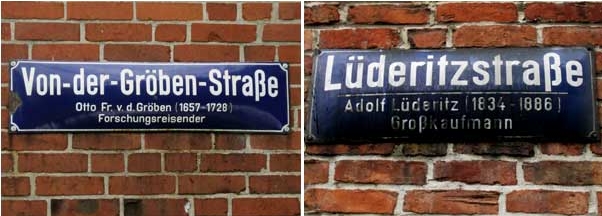 Von-der-Gröben-Straße
Otto Fr. v. d. Gröben (1657-1728)
Forschungsreisender
Lüderitzstraße
Adolf Lüderitz (1834-1886)
Großkaufmann